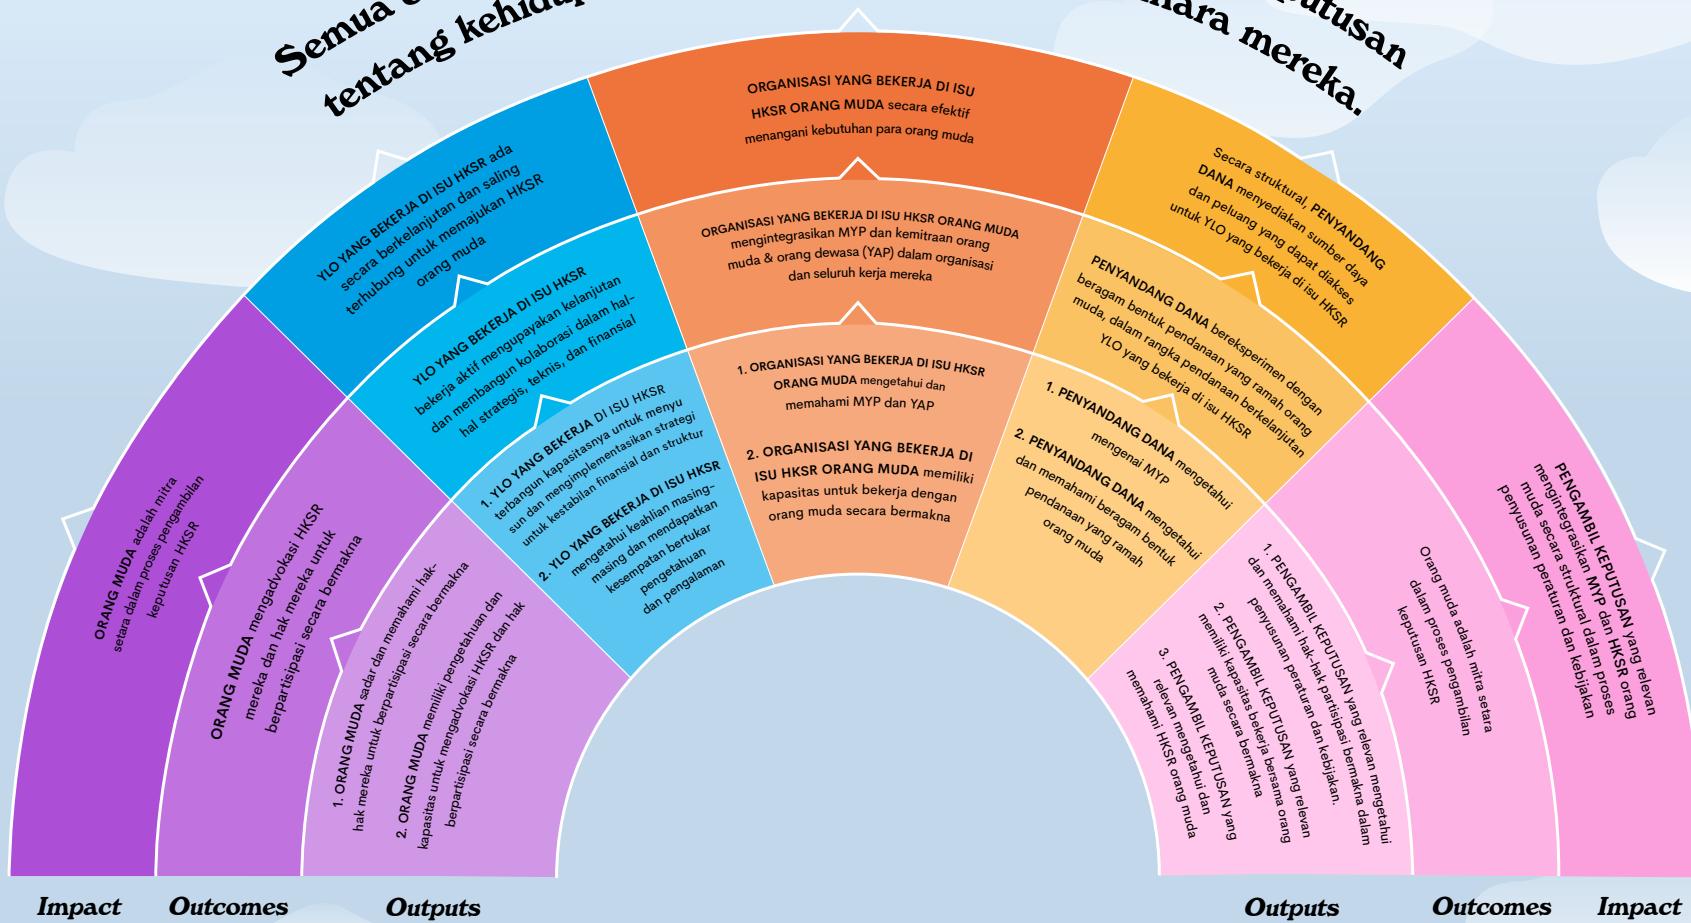 Semua
tentang
putusan
mereka.
ORANG MUDA adalah mitra
setara dalam proses pengambilan
keputusan HKSR
ORANG MUDA mengadvokasi HKSR
mereka dan hak mereka untuk
berpartisipasi secara bermakna
1. ORANG MUDA sadar dan memahami hak-
hak mereka untuk berpartisipasi secara bermakna
2. ORANG MUDA memiliki pengetahuan dan
kapasitas untuk mengadvokasi HKSR dan hak
berpartisipasi secara bermakna
YLO YANG BEKERJA DI ISU HKSR ada
secara berkelanjutan dan saling
terhubung untuk memajukan HKSR
orang muda
YLO YANG BEKERJA DI ISU HKSR
bekerja aktif mengupayakan kelanjutan
dan membangun kolaborasi dalam hal-
hal strategis, teknis, dan finansial
1. YLO YANG BEKERJA DI ISU HKSR
terbangun kapasitasnya untuk menyu
sun dan mengimplementasikan strategi
untuk kestabilan finansial dan struktur
2. YLO YANG BEKERJA DI ISU HKSR
mengetahui keahlian masing-
masing dan mendapatkan
kesempatan bertukar
pengetahuan
dan pengalaman
ORGANISASI YANG BEKERJA DI ISU
HKSR ORANG MUDA secara efektif
menangani kebutuhan para orang muda
ORGANISASI YANG BEKERJA DI ISU HKSR ORANG MUDA
mengintegrasikan MYP dan kemitraan orang
muda & orang dewasa (YAP) dalam organisasi
dan seluruh kerja mereka
1. ORGANISASI YANG BEKERJA DI ISU HKSR
ORANG MUDA mengetahui dan
memahami MYP dan YAP
2. ORGANISASI YANG BEKERJA DI
ISU HKSR ORANG MUDA memiliki
kapasitas untuk bekerja dengan
orang muda secara bermakna
Secara struktural, PENYANDANG
DANA menyediakan sumber daya
dan peluang yang dapat diakses
untuk YLO yang bekerja di isu HKSR
PENYANDANG DANA bereksperimen dengan
beragam bentuk pendanaan yang ramah orang
muda, dalam rangka pendanaan berkelanjutan
YLO yang bekerja di isu HKSR
1. PENYANDANG DANA mengetahui
mengenai MYP
2. PENYANDANG DANA mengetahui
dan memahami beragam bentuk
pendanaan yang ramah
orang muda
PENGAMBIL KEPUTUSAN yang relevan
mengintegrasikan MYP dan HKSR orang
muda secara struktural dalam proses
penyusunan peraturan dan kebijakan
Orang muda adalah mitra setara
dalam proses pengambilan
keputusan HKSR
1. PENGAMBIL KEPUTUSAN yang relevan mengetahui
dan memahami hak-hak partisipasi bermakna dalam
penyusunan peraturan dan kebijakan.
2. PENGAMBIL KEPUTUSAN yang relevan
memiliki kapasitas bekerja bersama orang
muda secara bermakna
3. PENGAMBIL KEPUTUSAN yang
relevan mengetahui dan
memahami HKSR orang muda
Impact
Outcomes
Outputs
Outputs
Outcomes
Impact